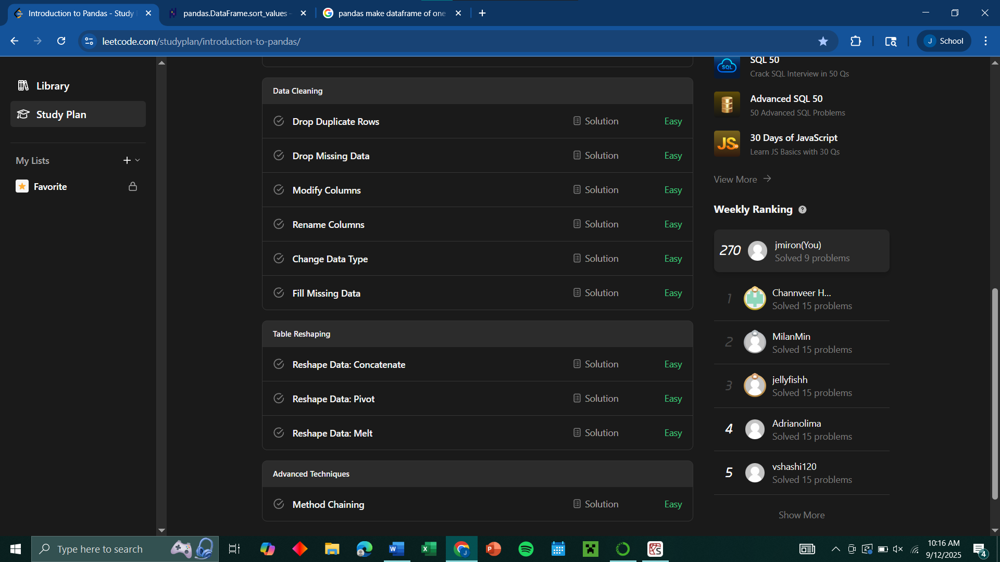 Introduction to Pandas - Study
pandas.DataFrame.sort_values -
pandas make dataframe of one
leetcode.com/studyplan/introduction-to-pandas/
J School
Library
Study Plan
My Lists
Favorite
Data Cleaning
Drop Duplicate Rows Solution Easy
Drop Missing Data Solution Easy
Modify Columns Solution Easy
Rename Columns Solution Easy
Change Data Type Solution Easy
Fill Missing Data Solution Easy
Table Reshaping
Reshape Data: Concatenate Solution Easy
Reshape Data: Pivot Solution Easy
Reshape Data: Melt Solution Easy
Advanced Techniques
Method Chaining Solution Easy
SQL
SQL 50
Crack SQL Interview in 50 Qs
Advanced SQL 50
50 Advanced SQL Problems
JS
30 Days of JavaScript
Learn JS Basics with 30 Qs
View More
Weekly Ranking ?
270 jmiron(You)
Solved 9 problems
1 Channveer H...
Solved 15 problems
2 MilanMin
Solved 15 problems
3 jellyfishh
Solved 15 problems
4 Adrianolima
Solved 15 problems
5 vshashi120
Solved 15 problems
Show More
Type here to search
10:16 AM
9/12/2025
4